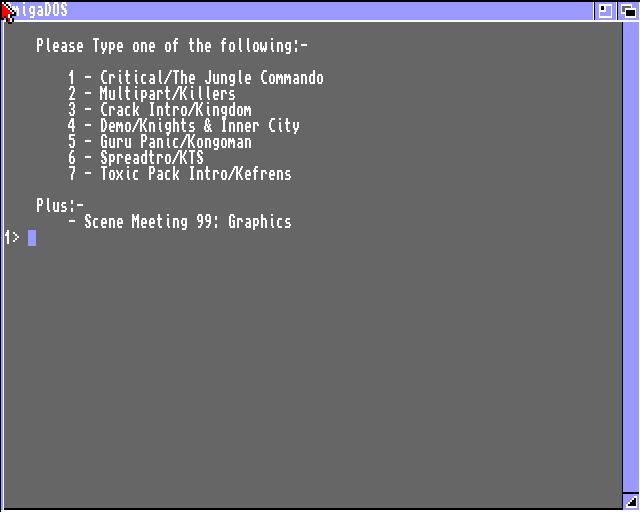 migaDOS
Please Type one of the following:-
1 - Critical/The Jungle Commando
2 - Multipart/Killers
3 - Crack Intro/Kingdom
4 - Demo/Knights & Inner City
5 - Guru Panic/Kongoman
6 - Spreadtro/KTS
7 - Toxic Pack Intro/Kefrens
Plus:-
- Scene Meeting 99: Graphics
1>